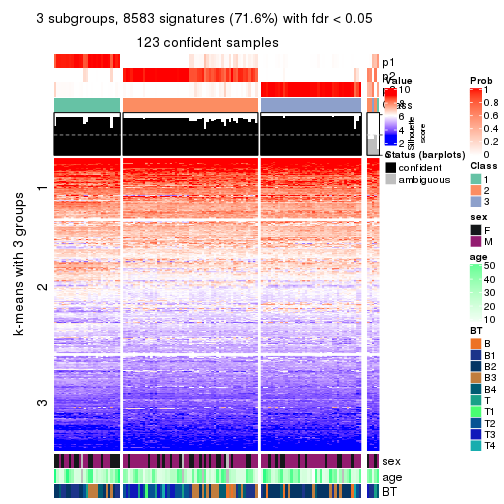 3 subgroups, 8583 signatures (71.6%) with fdr < 0.05
123 confident samples
p1
p2
Value
10
8
6
4
2
Silhouette
score
Prob
1
0.8
0.6
0.4
0.2
0
Status (barplots)
confident
ambiguous
Class
1
2
3
sex
F
M
age
50
40
30
20
10
BT
B
B1
B2
B3
B4
T
T1
T2
T3
T4
k-means with 3 groups
1
2
3
sex
age
BT